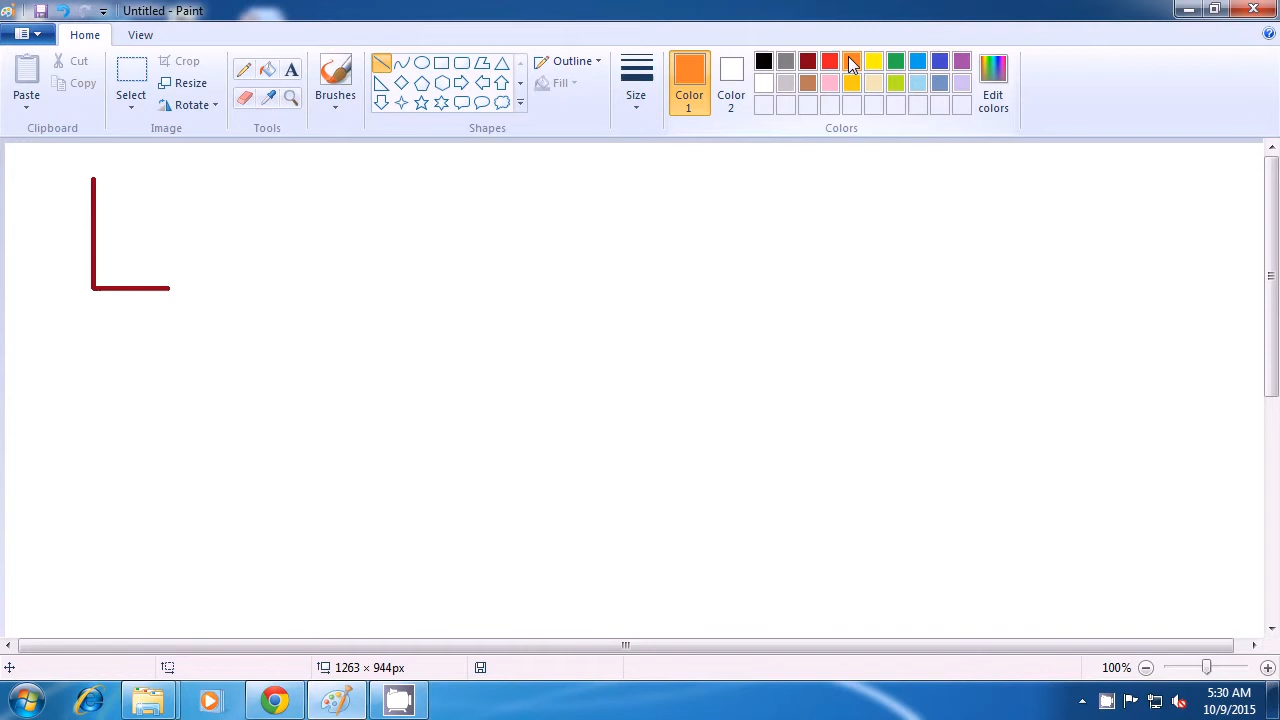 Untitled - Paint
Home View
Paste
Clipboard
Cut
Copy
Select
Crop
Resize
Rotate
Image
A
Tools
Brushes
Shapes
Outline
Fill
Size
Color 1
Color 2
Edit colors
Colors
1263 × 944px
100%
5:30 AM
10/9/2015